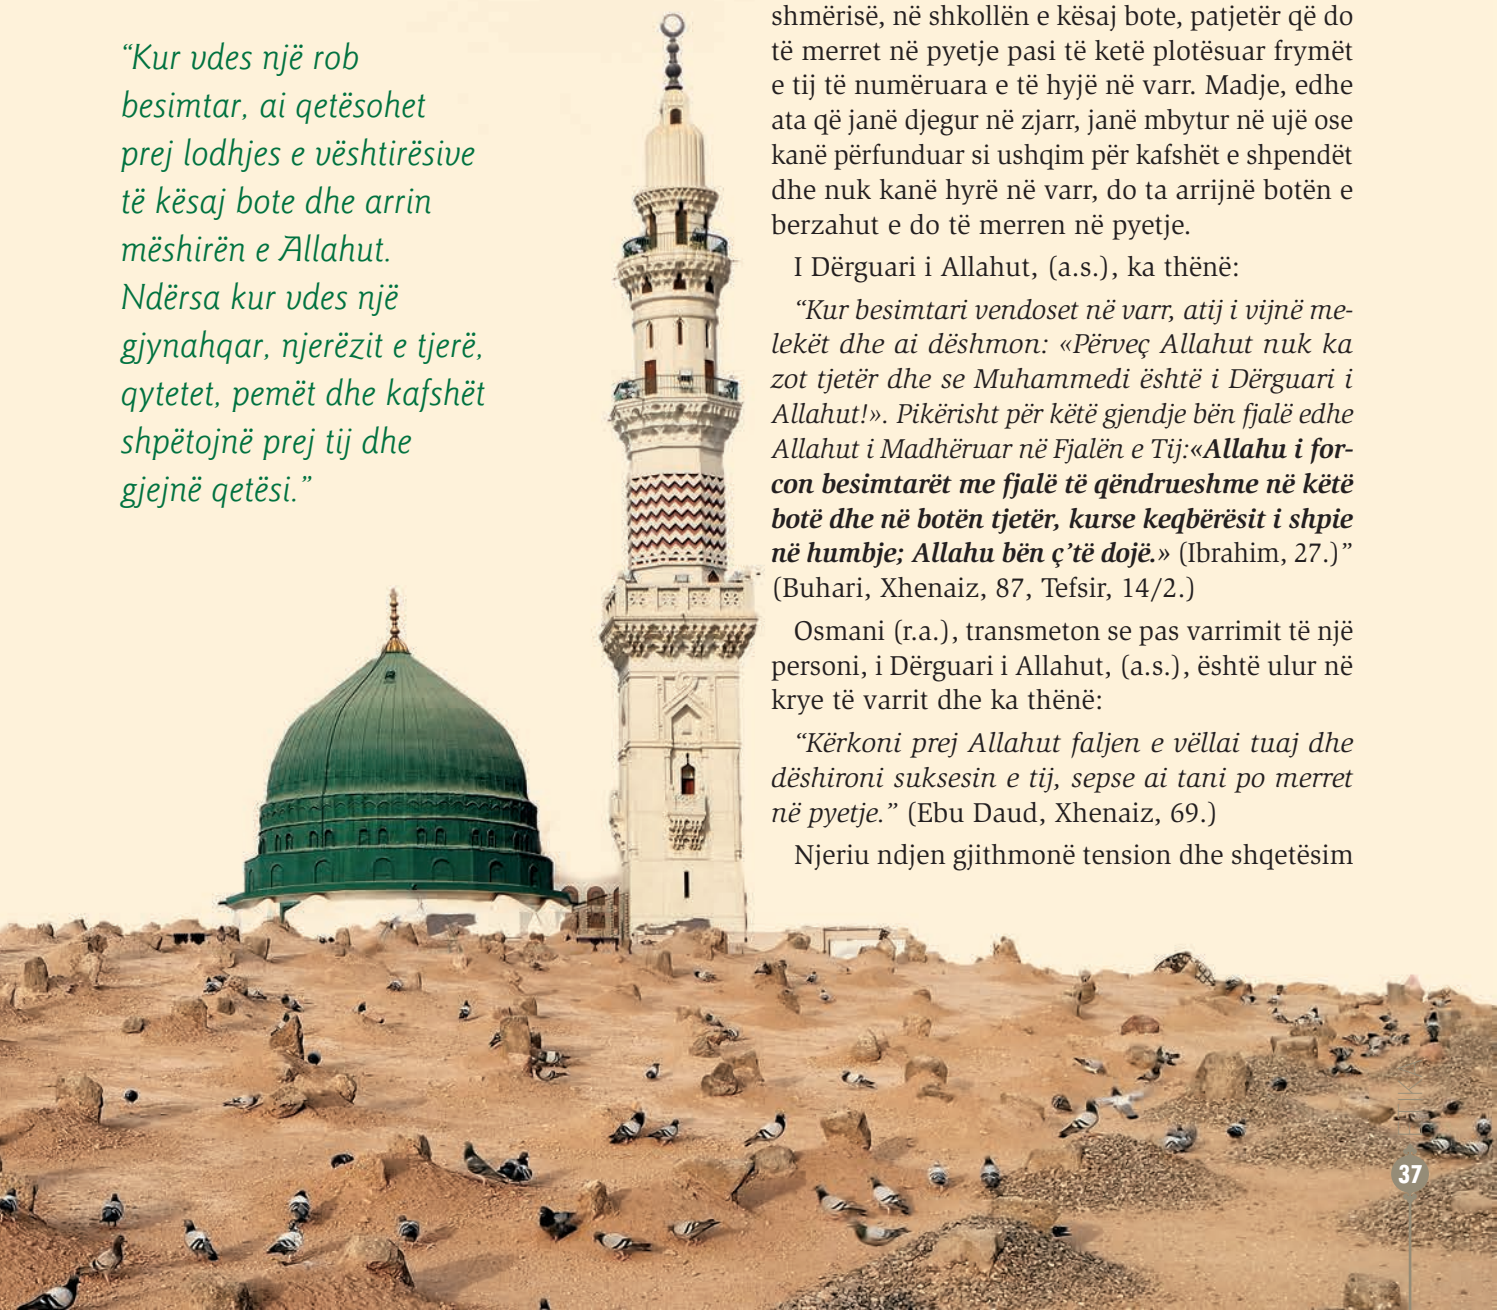 “Kur vdes një rob
besimtar, ai qetësohet
prej lodhjes e vështirësive
të kësaj bote dhe arrin
mëshirën e Allahut.
Ndërsa kur vdes një
gjynahqar, njerëzit e tjerë,
qytetet, pemët dhe kafshët
shpëtojnë prej tij dhe
gjejnë qetësi.”
shmërisë, në shkollën e kësaj bote, patjetër që do
të merret në pyetje pasi të ketë plotësuar frymët
e tij të numëruara e të hyjë në varr. Madje, edhe
ata që janë djegur në zjarr, janë mbytur në ujë ose
kanë përfunduar si ushqim për kafshët e shpendët
dhe nuk kanë hyrë në varr, do ta arrijnë botën e
berzahut e do të merren në pyetje.
I Dërguari i Allahut, (a.s.), ka thënë:
“Kur besimtari vendoset në varr, atij i vijnë me-
lekët dhe ai dëshmon: «Përveç Allahut nuk ka
zot tjetër dhe se Muhammedi është i Dërguari i
Allahut!». Pikërisht për këtë gjendje bën fjalë edhe
Allahut i Madhëruar në Fjalën e Tij:«Allahu i for-
con besimtarët me fjalë të qëndrueshme në këtë
botë dhe në botën tjetër, kurse keqbërësit i shpie
në humbje; Allahu bën ç’të dojë.» (Ibrahim, 27.)”
(Buhari, Xhenaiz, 87, Tefsir, 14/2.)
Osmani (r.a.), transmeton se pas varrimit të një
personi, i Dërguari i Allahut, (a.s.), është ulur në
krye të varrit dhe ka thënë:
“Kërkoni prej Allahut faljen e vëllai tuaj dhe
dëshironi suksesin e tij, sepse ai tani po merret
në pyetje.” (Ebu Daud, Xhenaiz, 69.)
Njeriu ndjen gjithmonë tension dhe shqetësim
37